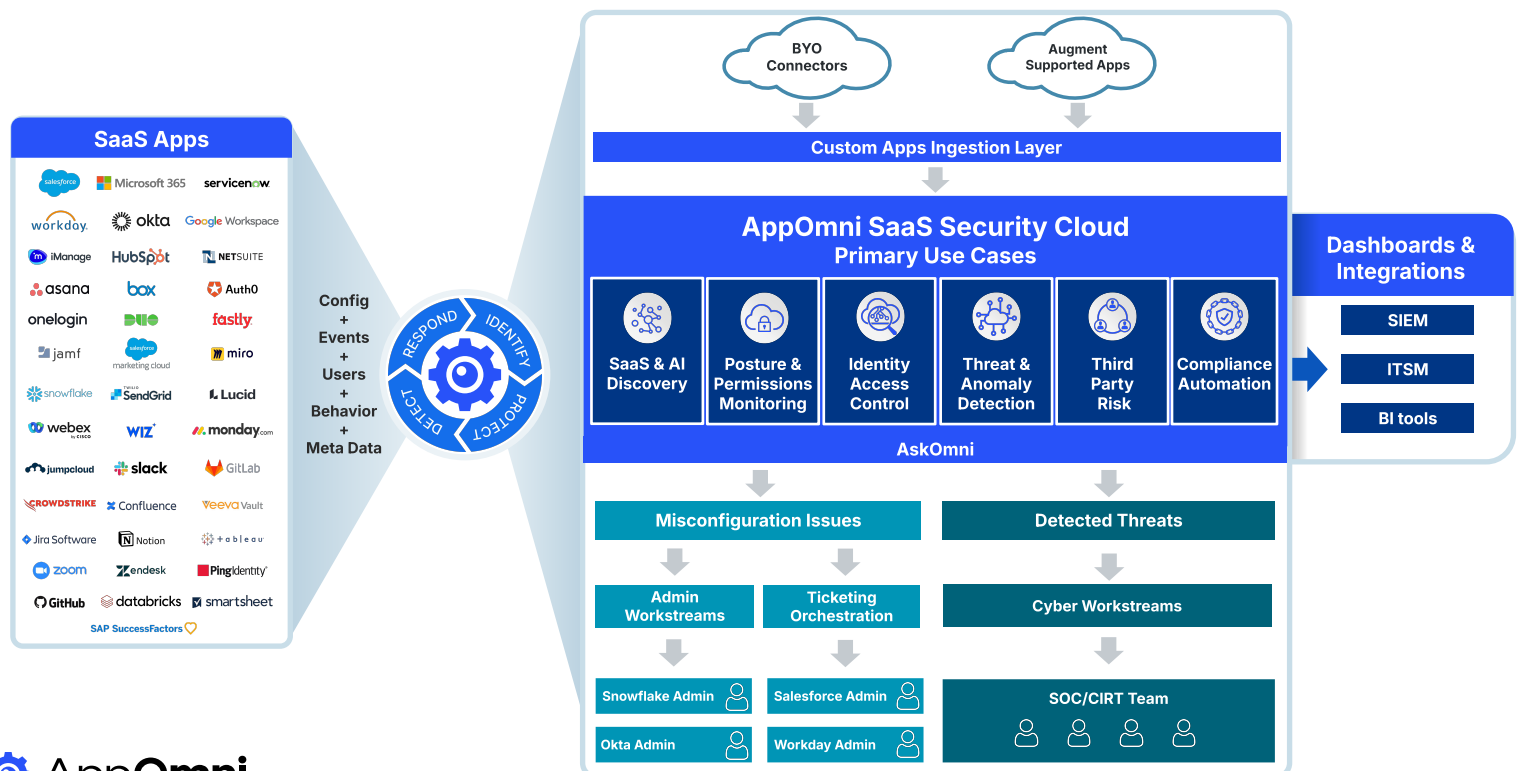 SaaS Apps
salesforce
Microsoft 365
servicenow
workday.
okta
Google Workspace
iManage
HubSpot
NETSUITE
asana
box
Auth0
onelogin
DUO
fastly
jamf
salesforce
marketing cloud
miro
snowflake
TWILIO
SendGrid
Lucid
webex
by CISCO
WIZ
monday.com
jumpcloud
slack
GitLab
CROWDSTRIKE
Confluence
Veeva Vault
Jira Software
Notion
+ableau
zoom
zendesk
PingIdentity
GitHub
databricks
smartsheet
SAP SuccessFactors
Config
+
Events
+
Users
+
Behavior
+
Meta Data
RESPOND
IDENTIFY
PROTECT
DETECT
BYO
Connectors
Augment
Supported Apps
Custom Apps Ingestion Layer
AppOmni SaaS Security Cloud
Primary Use Cases
SaaS & AI
Discovery
Posture &
Permissions
Monitoring
Identity
Access
Control
Threat &
Anomaly
Detection
Third
Party
Risk
Compliance
Automation
AskOmni
Misconfiguration Issues
Detected Threats
Admin
Workstreams
Ticketing
Orchestration
Cyber Workstreams
Snowflake Admin
Salesforce Admin
Okta Admin
Workday Admin
SOC/CIRT Team
Dashboards &
Integrations
SIEM
ITSM
BI tools
AppOmni